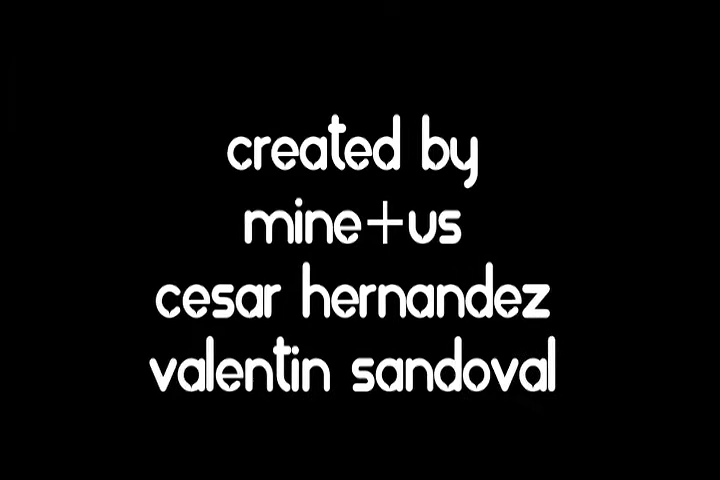 created by
mine+us
cesar hernandez
valentin sandoval